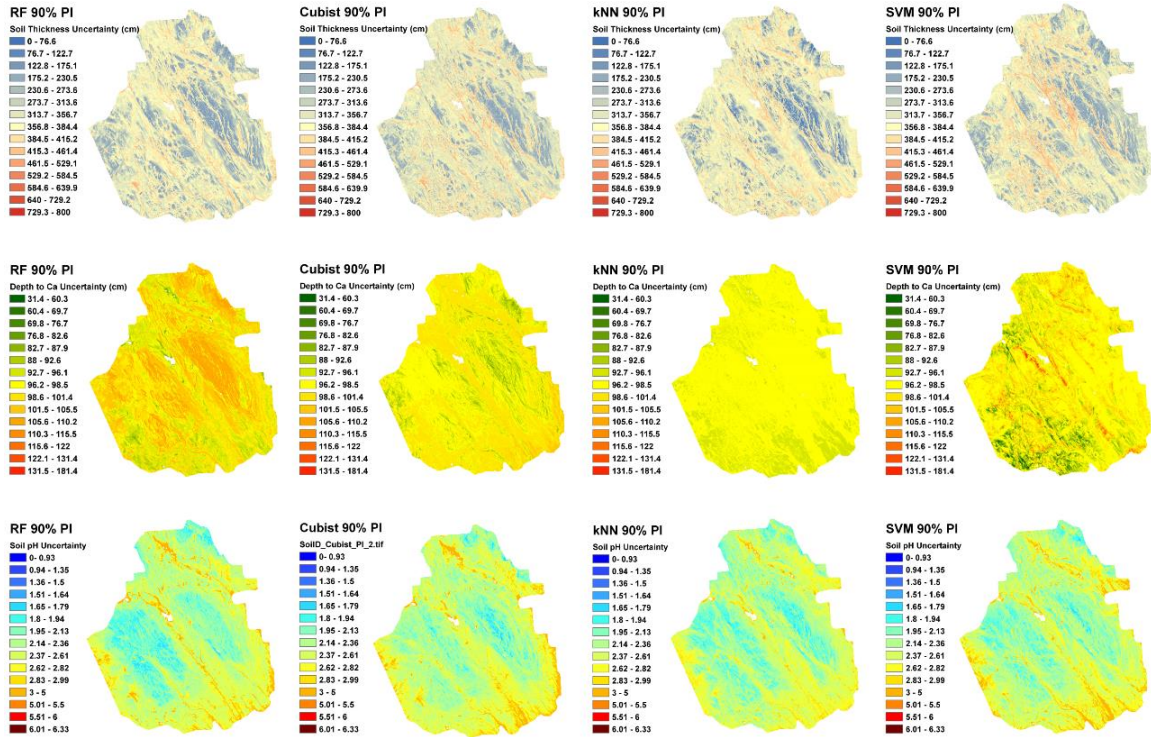 RF 90% PI
Soil Thickness Uncertainty (cm)
0 - 76.6
76.7 - 122.7
122.8 - 175.1
175.2 - 230.5
230.6 - 273.6
273.7 - 313.6
313.7 - 356.7
356.8 - 384.4
384.5 - 415.2
415.3 - 461.4
461.5 - 529.1
529.2 - 584.5
584.6 - 639.9
640 - 729.2
729.3 - 800
Cubist 90% PI
Soil Thickness Uncertainty (cm)
0 - 76.6
76.7 - 122.7
122.8 - 175.1
175.2 - 230.5
230.6 - 273.6
273.7 - 313.6
313.7 - 356.7
356.8 - 384.4
384.5 - 415.2
415.3 - 461.4
461.5 - 529.1
529.2 - 584.5
584.6 - 639.9
640 - 729.2
729.3 - 800
kNN 90% PI
Soil Thickness Uncertainty (cm)
0 - 76.6
76.7 - 122.7
122.8 - 175.1
175.2 - 230.5
230.6 - 273.6
273.7 - 313.6
313.7 - 356.7
356.8 - 384.4
384.5 - 415.2
415.3 - 461.4
461.5 - 529.1
529.2 - 584.5
584.6 - 639.9
640 - 729.2
729.3 - 800
SVM 90% PI
Soil Thickness Uncertainty (cm)
0 - 76.6
76.7 - 122.7
122.8 - 175.1
175.2 - 230.5
230.6 - 273.6
273.7 - 313.6
313.7 - 356.7
356.8 - 384.4
384.5 - 415.2
415.3 - 461.4
461.5 - 529.1
529.2 - 584.5
584.6 - 639.9
640 - 729.2
729.3 - 800
RF 90% PI
Depth to Ca Uncertainty (cm)
31.4 - 60.3
60.4 - 69.7
69.8 - 76.7
76.8 - 82.6
82.7 - 87.9
88 - 92.6
92.7 - 96.1
96.2 - 98.5
98.6 - 101.4
101.5 - 105.5
105.6 - 110.2
110.3 - 115.5
115.6 - 122
122.1 - 131.4
131.5 - 181.4
Cubist 90% PI
Depth to Ca Uncertainty (cm)
31.4 - 60.3
60.4 - 69.7
69.8 - 76.7
76.8 - 82.6
82.7 - 87.9
88 - 92.6
92.7 - 96.1
96.2 - 98.5
98.6 - 101.4
101.5 - 105.5
105.6 - 110.2
110.3 - 115.5
115.6 - 122
122.1 - 131.4
131.5 - 181.4
kNN 90% PI
Depth to Ca Uncertainty (cm)
31.4 - 60.3
60.4 - 69.7
69.8 - 76.7
76.8 - 82.6
82.7 - 87.9
88 - 92.6
92.7 - 96.1
96.2 - 98.5
98.6 - 101.4
101.5 - 105.5
105.6 - 110.2
110.3 - 115.5
115.6 - 122
122.1 - 131.4
131.5 - 181.4
SVM 90% PI
Depth to Ca Uncertainty (cm)
31.4 - 60.3
60.4 - 69.7
69.8 - 76.7
76.8 - 82.6
82.7 - 87.9
88 - 92.6
92.7 - 96.1
96.2 - 98.5
98.6 - 101.4
101.5 - 105.5
105.6 - 110.2
110.3 - 115.5
115.6 - 122
122.1 - 131.4
131.5 - 181.4
RF 90% PI
Soil pH Uncertainty
0- 0.93
0.94 - 1.35
1.36 - 1.5
1.51 - 1.64
1.65 - 1.79
1.8 - 1.94
1.95 - 2.13
2.14 - 2.36
2.37 - 2.61
2.62 - 2.82
2.83 - 2.99
3 - 5
5.01 - 5.5
5.51 - 6
6.01 - 6.33
Cubist 90% PI
SoilD_Cubist_PI_2.tif
0- 0.93
0.94 - 1.35
1.36 - 1.5
1.51 - 1.64
1.65 - 1.79
1.8 - 1.94
1.95 - 2.13
2.14 - 2.36
2.37 - 2.61
2.62 - 2.82
2.83 - 2.99
3 - 5
5.01 - 5.5
5.51 - 6
6.01 - 6.33
kNN 90% PI
Soil pH Uncertainty
0- 0.93
0.94 - 1.35
1.36 - 1.5
1.51 - 1.64
1.65 - 1.79
1.8 - 1.94
1.95 - 2.13
2.14 - 2.36
2.37 - 2.61
2.62 - 2.82
2.83 - 2.99
3 - 5
5.01 - 5.5
5.51 - 6
6.01 - 6.33
SVM 90% PI
Soil pH Uncertainty
0- 0.93
0.94 - 1.35
1.36 - 1.5
1.51 - 1.64
1.65 - 1.79
1.8 - 1.94
1.95 - 2.13
2.14 - 2.36
2.37 - 2.61
2.62 - 2.82
2.83 - 2.99
3 - 5
5.01 - 5.5
5.51 - 6
6.01 - 6.33